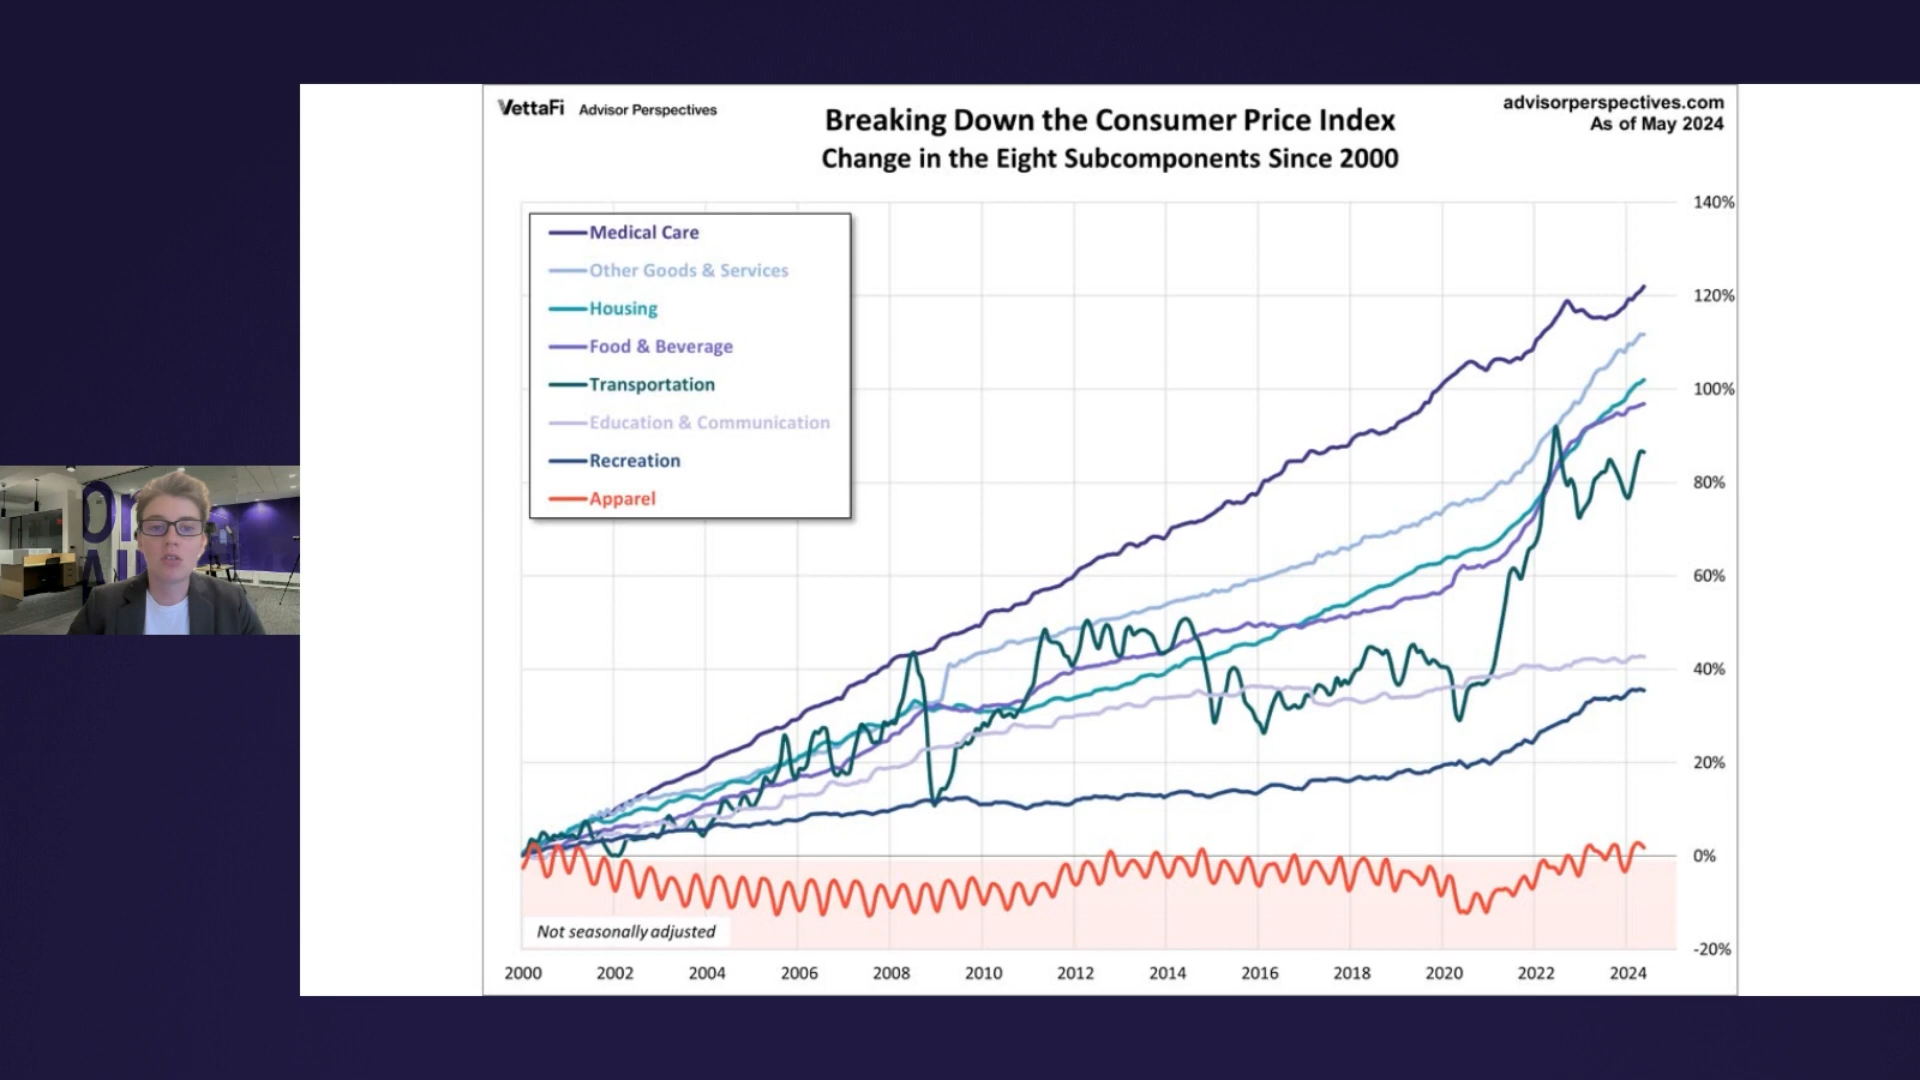 VettaFi Advisor Perspectives
advisorperspectives.com
As of May 2024
Breaking Down the Consumer Price Index
Change in the Eight Subcomponents Since 2000
Medical Care
Other Goods & Services
Housing
Food & Beverage
Transportation
Education & Communication
Recreation
Apparel
140%
120%
100%
80%
60%
40%
20%
0%
-20%
Not seasonally adjusted
2000 2002 2004 2006 2008 2010 2012 2014 2016 2018 2020 2022 2024